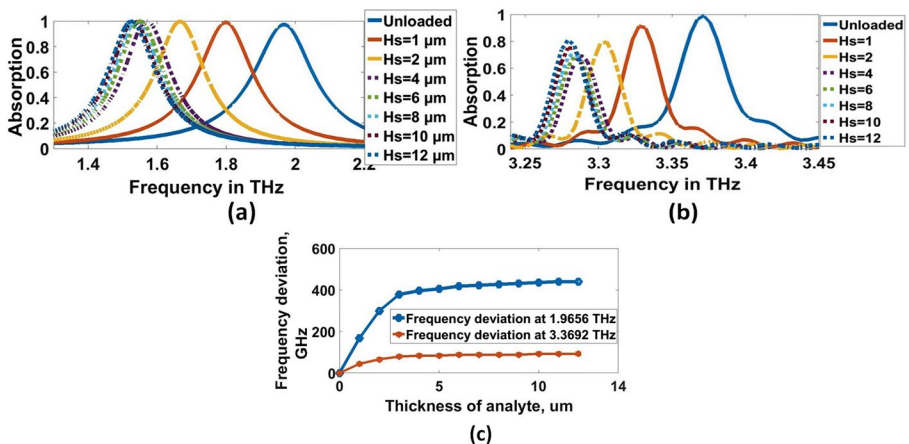 1
0.8
0.6
0.4
0.2
0
Absorption
1.4
1.6
1.8
2
2.2
Frequency in THz
Unloaded
Hs=1 µm
Hs=2 µm
Hs=4 µm
Hs=6 µm
Hs=8 µm
Hs=10 µm
Hs=12 µm
(a)
1
0.8
0.6
0.4
0.2
0
Absorption
3.25
3.3
3.35
3.4
3.45
Frequency in THz
Unloaded
Hs=1
Hs=2
Hs=4
Hs=6
Hs=8
Hs=10
Hs=12
(b)
600
400
200
0
Frequency deviation,
GHz
Frequency deviation at 1.9656 THz
Frequency deviation at 3.3692 THz
0
5
10
14
Thickness of analyte, um
(c)